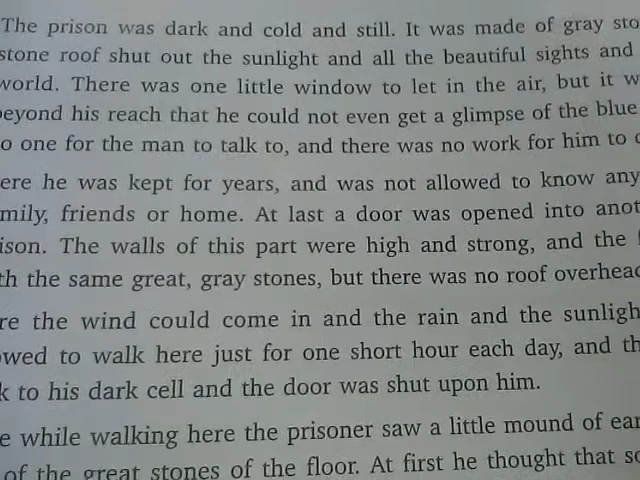 The prison was dark and cold and still. It was made of gray sto
stone roof shut out the sunlight and all the beautiful sights and
world. There was one little window to let in the air, but it w
beyond his reach that he could not even get a glimpse of the blue
o one for the man to talk to, and there was no work for him to
ere he was kept for years, and was not allowed to know any
mily, friends or home. At last a door was opened into anot
ison. The walls of this part were high and strong, and the
th the same great, gray stones, but there was no roof overhead
re the wind could come in and the rain and the sunligh
owed to walk here just for one short hour each day, and th
k to his dark cell and the door was shut upon him.
e while walking here the prisoner saw a little mound of ear
of the great stones of the floor. At first he thought that so